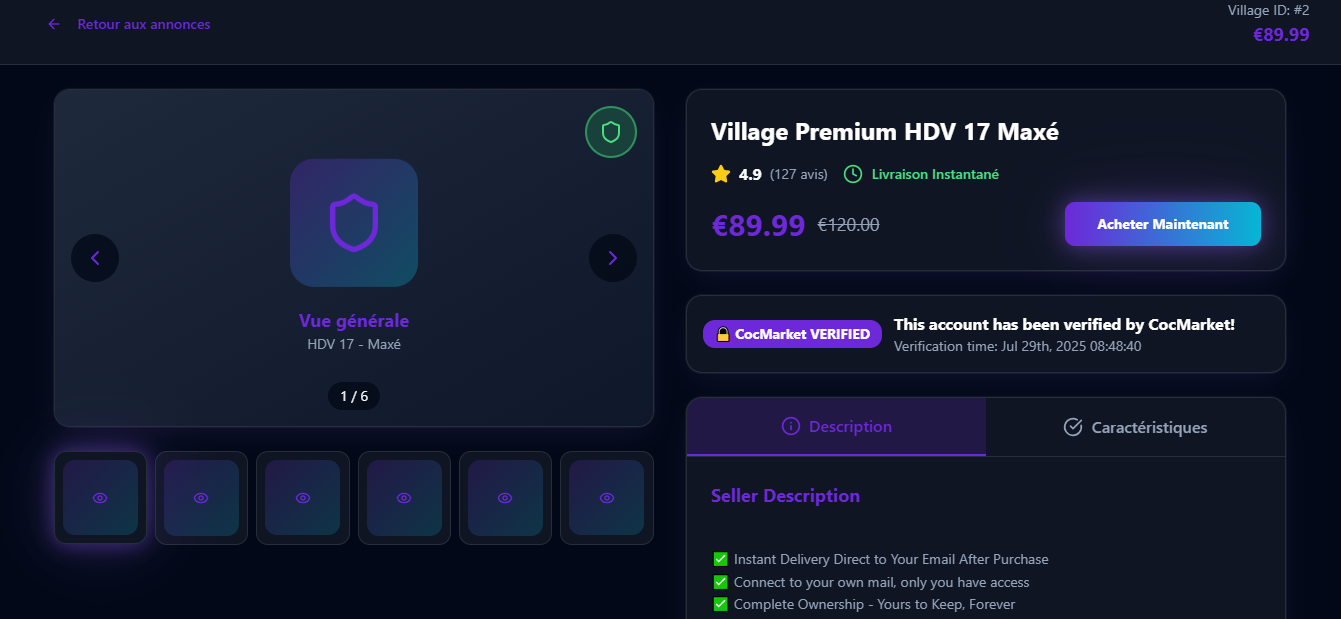 Retour aux annonces
Village ID: #2
€89.99
Vue générale
HDV 17 - Maxé
1 / 6
Village Premium HDV 17 Maxé
4.9 (127 avis) Livraison Instantané
€89.99 €120.00
Acheter Maintenant
CocMarket VERIFIED
This account has been verified by CocMarket!
Verification time: Jul 29th, 2025 08:48:40
Description
Caractéristiques
Seller Description
Instant Delivery Direct to Your Email After Purchase
Connect to your own mail, only you have access
Complete Ownership - Yours to Keep, Forever